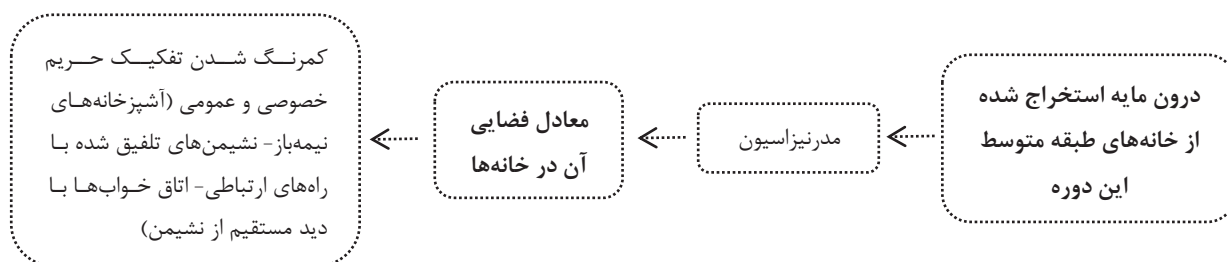 درون مایه استخراج شده
از خانه‌های طبقه متوسط
این دوره
مدرنیزاسیون
معادل فضایی
آن در خانه‌ها
کمرنگ شدن تفکیک حریم
خصوصی و عمومی (آشپزخانه‌های
نیمه‌باز- نشیمن‌های تلفیق شده با
راه‌های ارتباطی- اتاق خواب‌ها با
دید مستقیم از نشیمن)